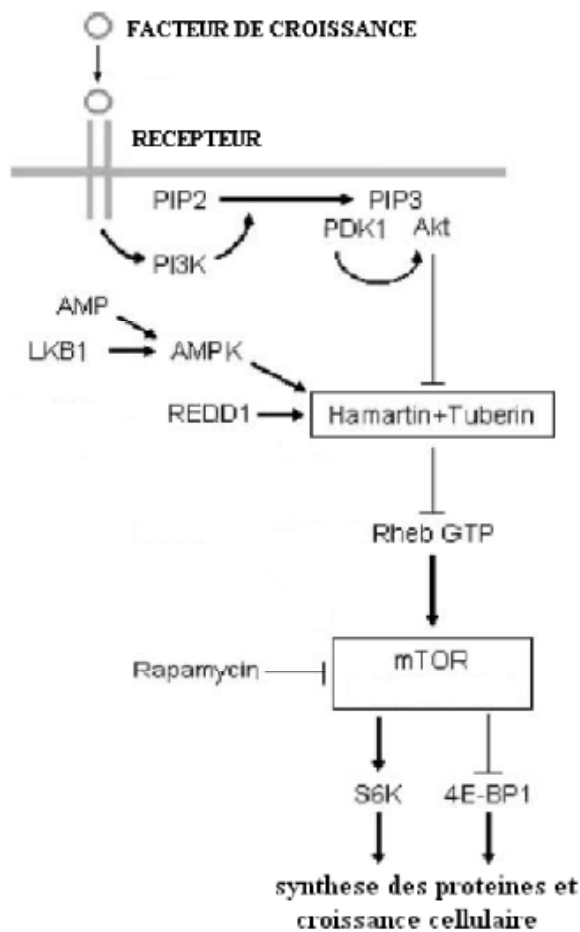 FACTEUR DE CROISSANCE
RECEPTEUR
PIP2 PIP3
PDK1 Akt
PI3K
AMP
LKB1 AMPK
REDD1 Hamartin+Tuberin
Rheb GTP
mTOR
Rapamycin
S6K 4E-BP1
synthese des proteines et
croissance cellulaire